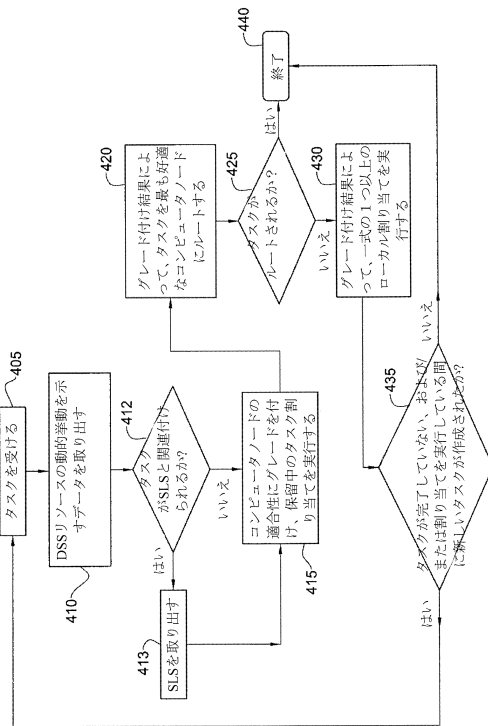 405
タスクを受ける
DSSリソースの動的挙動を示
すデータを取り出す
410
412
タスク
がSLSと関連付け
られるか?
はい
いいえ
413
SLSを取り出す
コンピュータノードの
適合性にグレードを付
け、保留中のタスク割
り当てを実行する
415
420
グレード付け結果によ
って、タスクを最も好適
なコンピュータノード
にルートする
425
タスクが
ルートされるか?
はい
いいえ
440
終了
430
グレード付け結果によ
って、一式の1つ以上の
ローカル割り当てを実
行する
435
タスクが完了していない、および/
または割り当てを実行している間
に新しいタスクが作成されたか?
はい
いいえ